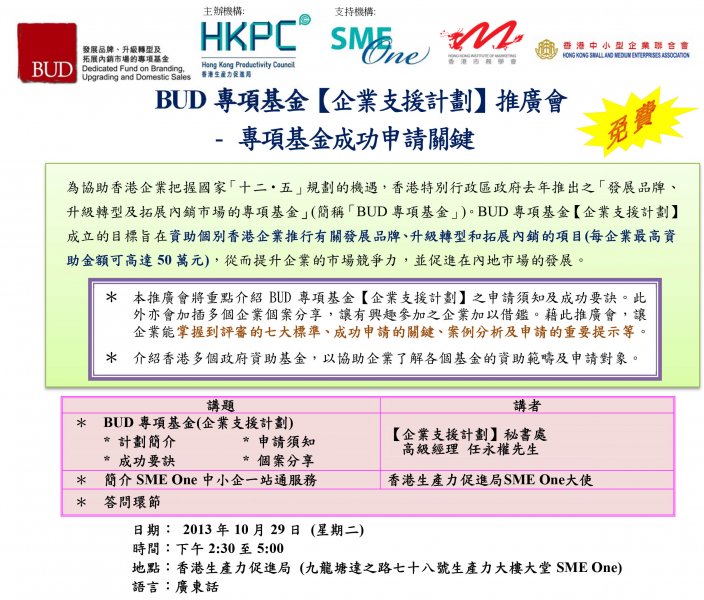 主辦機構:
支持機構:
BUD
發展品牌、升級轉型及
拓展內銷市場的專項基金
Dedicated Fund on Branding,
Upgrading and Domestic Sales
HKPC
Hong Kong Productivity Council
香港生產力促進局
SME
One
HONG KONG INSTITUTE OF MARKETING
香港市務學會
香港中小型企業聯合會
HONG KONG SMALL AND MEDIUM ENTERPRISES ASSOCIATION
BUD 專項基金【企業支援計劃】推廣會
- 專項基金成功申請關鍵
免費
為協助香港企業把握國家「十二・五」規劃的機遇，香港特別行政區政府去年推出之「發展品牌、
升級轉型及拓展內銷市場的專項基金」(簡稱「BUD 專項基金」)。BUD 專項基金【企業支援計劃】
成立的目標旨在資助個別香港企業推行有關發展品牌、升級轉型和拓展內銷的項目(每企業最高資
助金額可高達 50 萬元)，從而提升企業的市場競爭力，並促進在內地市場的發展。
＊ 本推廣會將重點介紹 BUD 專項基金【企業支援計劃】之申請須知及成功要訣。此
外亦會加插多個企業個案分享，讓有興趣參加之企業加以借鑑。藉此推廣會，讓
企業能掌握到評審的七大標準、成功申請的關鍵、案例分析及申請的重要提示等。
＊ 介紹香港多個政府資助基金，以協助企業了解各個基金的資助範疇及申請對象。
講題 講者
＊ BUD 專項基金(企業支援計劃)
* 計劃簡介 * 申請須知
* 成功要訣 * 個案分享
【企業支援計劃】秘書處
高級經理 任永權先生
＊ 簡介 SME One 中小企一站通服務 香港生產力促進局SME One大使
＊ 答問環節
日期： 2013 年 10 月 29 日 (星期二)
時間：下午 2:30 至 5:00
地點：香港生產力促進局 (九龍塘達之路七十八號生產力大樓大堂 SME One)
語言：廣東話